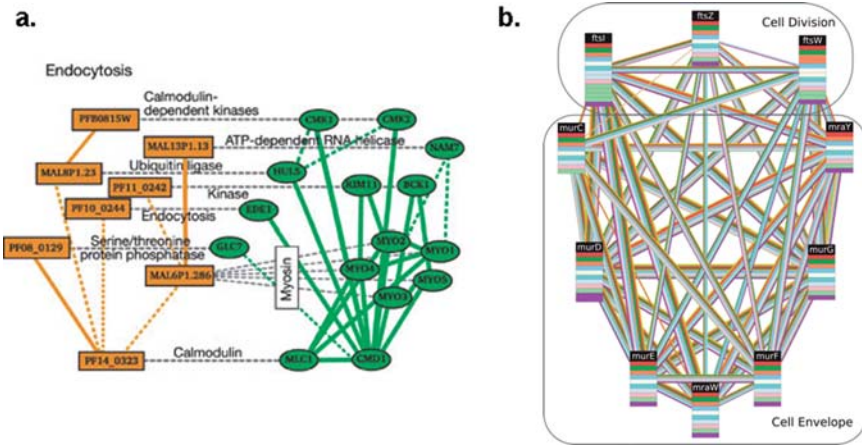 a.
Endocytosis
PFB0815W
Calmodulin-
dependent kinases
CMK1
CMK2
MAL13P1.13
ATP-dependent RNA helicase
NAM7
MAL8P1.23
Ubiquitin ligase
HUL5
PF11_0242
Kinase
KIM11
BCK1
PF10_0244
Endocytosis
EDE1
PF08_0129
Serine/threonine
protein phosphatase
GLC7
MYO2
MYO1
MAL6P1.286
Myosin
MYO4
MYO5
MYO3
PF14_0323
Calmodulin
MLC1
CMD1
b.
ftsZ
Cell Division
ftsI
ftsW
murC
mraY
murD
murG
murE
murF
mraW
Cell Envelope